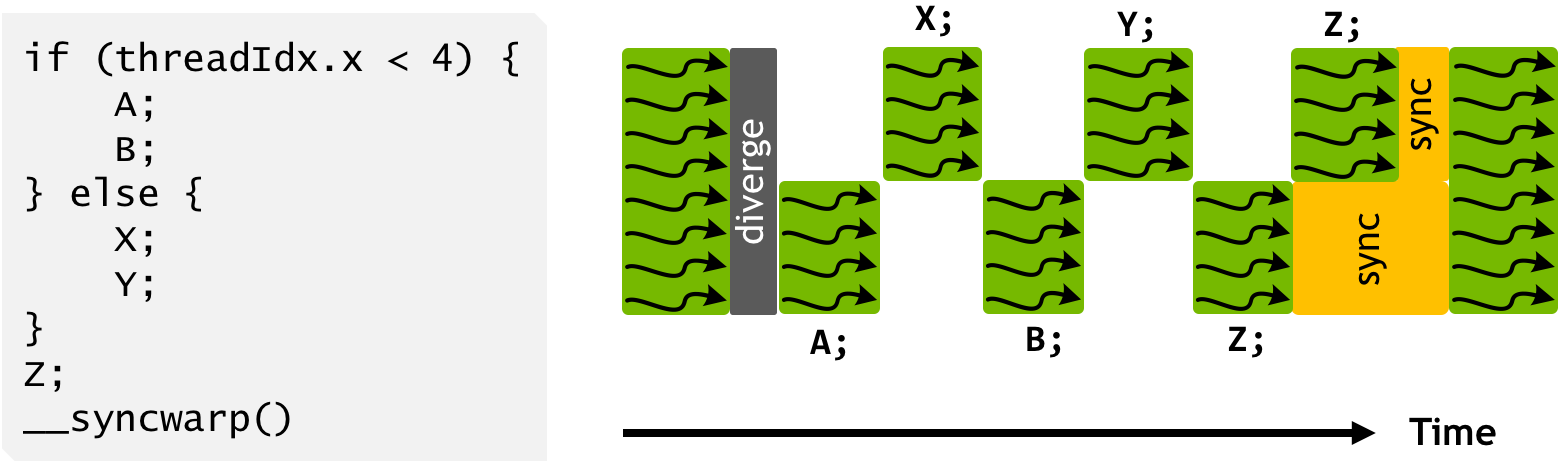 if (threadIdx.x < 4) {
    A;
    B;
} else {
    X;
    Y;
}
Z;
__syncwarp()
X;
Y;
Z;
diverge
sync
sync
A;
B;
Z;
Time